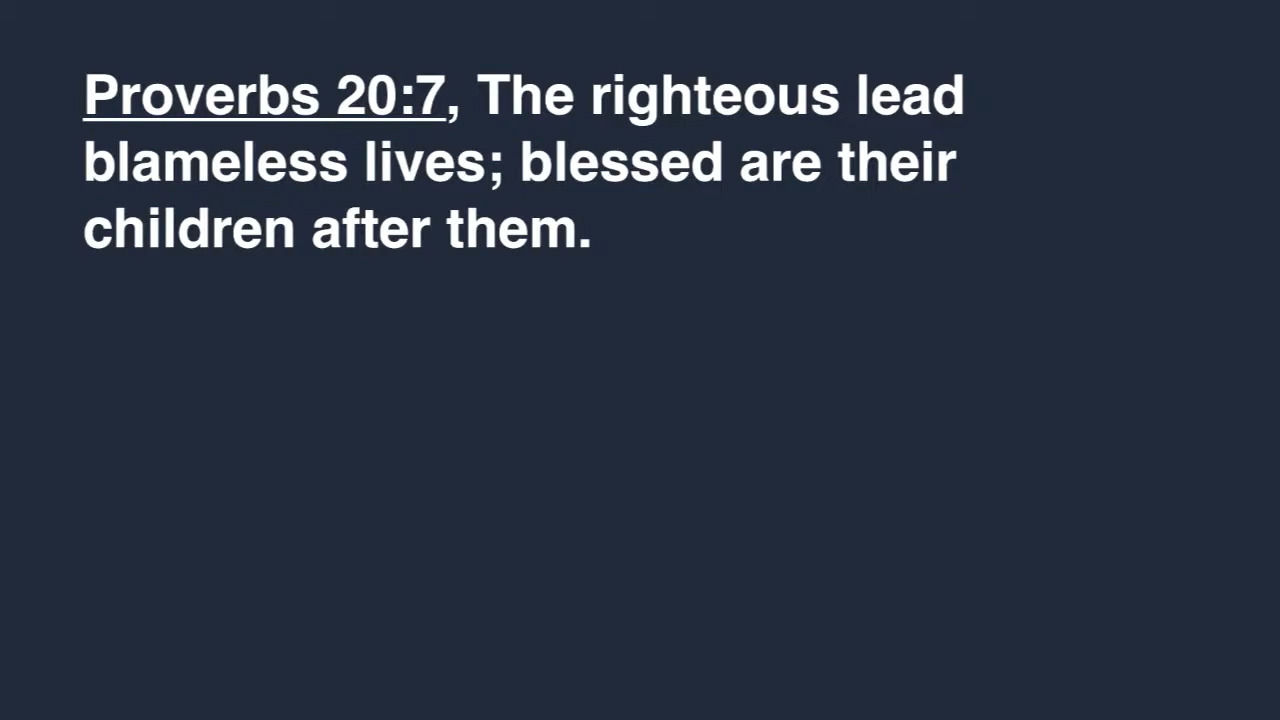 Proverbs 20:7, The righteous lead
blameless lives; blessed are their
children after them.